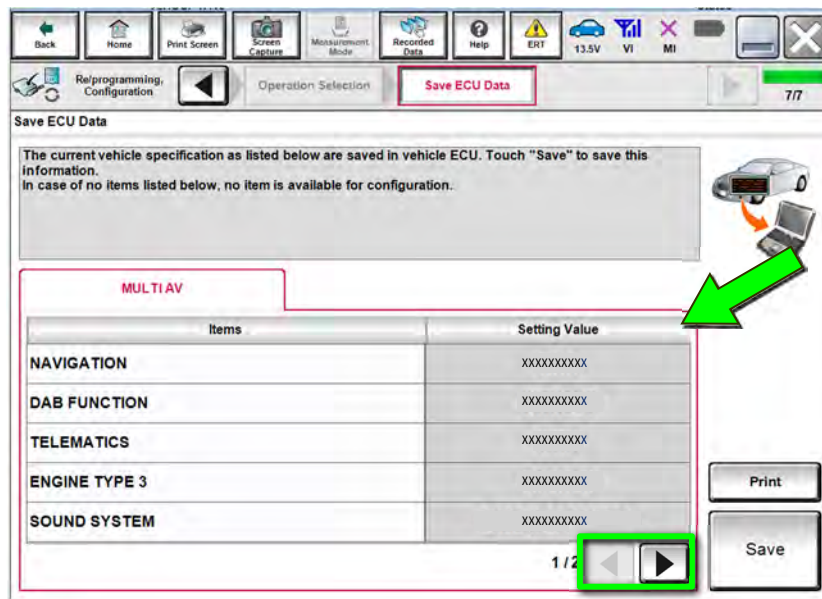 Back
Home
Print Screen
Screen
Capture
Measurement
Mode
Recorded
Data
Help
ERT
13.5V
VI
MI
Re/programming,
Configuration
Operation Selection
Save ECU Data
7/7
Save ECU Data
The current vehicle specification as listed below are saved in vehicle ECU. Touch "Save" to save this
information.
In case of no items listed below, no item is available for configuration.
MULTI AV
Items Setting Value
NAVIGATION XXXXXXXXXX
DAB FUNCTION XXXXXXXXXX
TELEMATICS XXXXXXXXXX
ENGINE TYPE 3 XXXXXXXXXX
SOUND SYSTEM XXXXXXXXXX
Print
1/2
Save